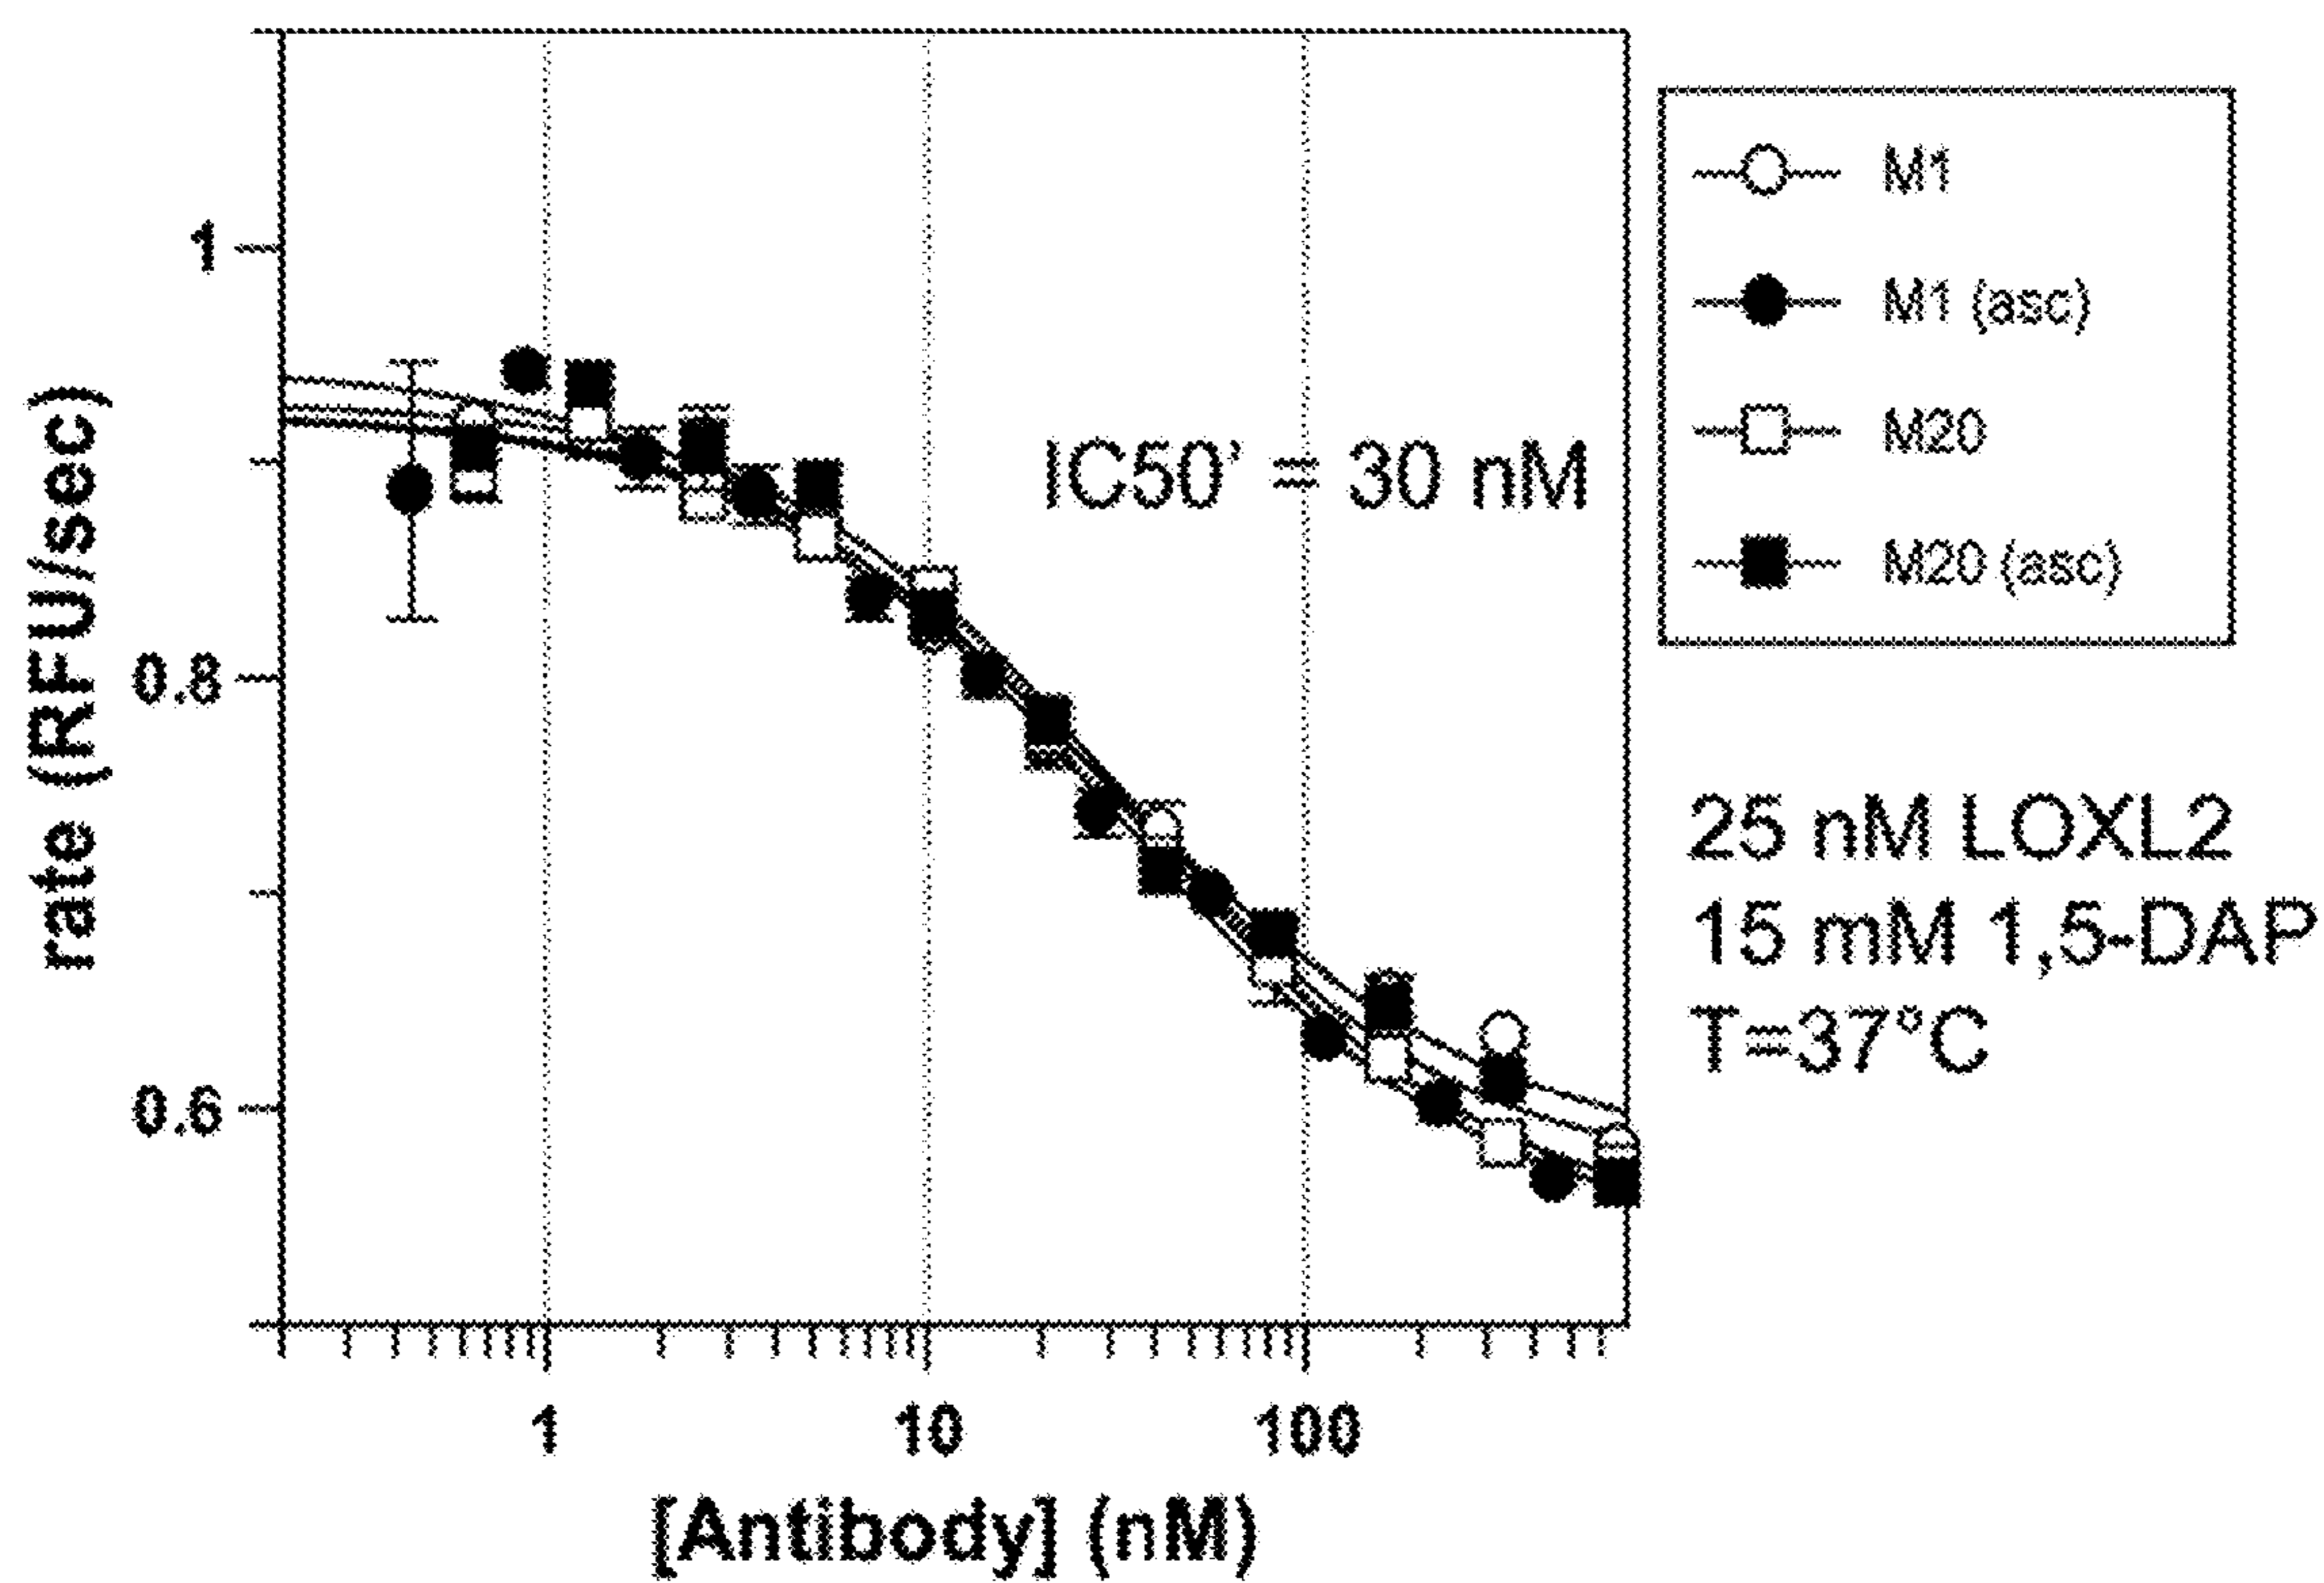 rate (RFU/sec)
1
0.8
0.6
IC50' = 30 nM
1
10
100
[Antibody] (nM)
M1
M1 (asc)
M20
M20 (asc)
25 nM LOXL2
15 mM 1,5-DAP
T=37°C